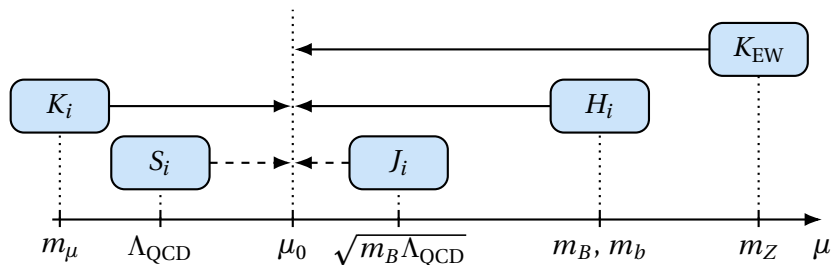 K_EW
K_i H_i
S_i J_i
m_μ Λ_QCD μ_0 √(m_B Λ_QCD) m_B, m_b m_Z μ